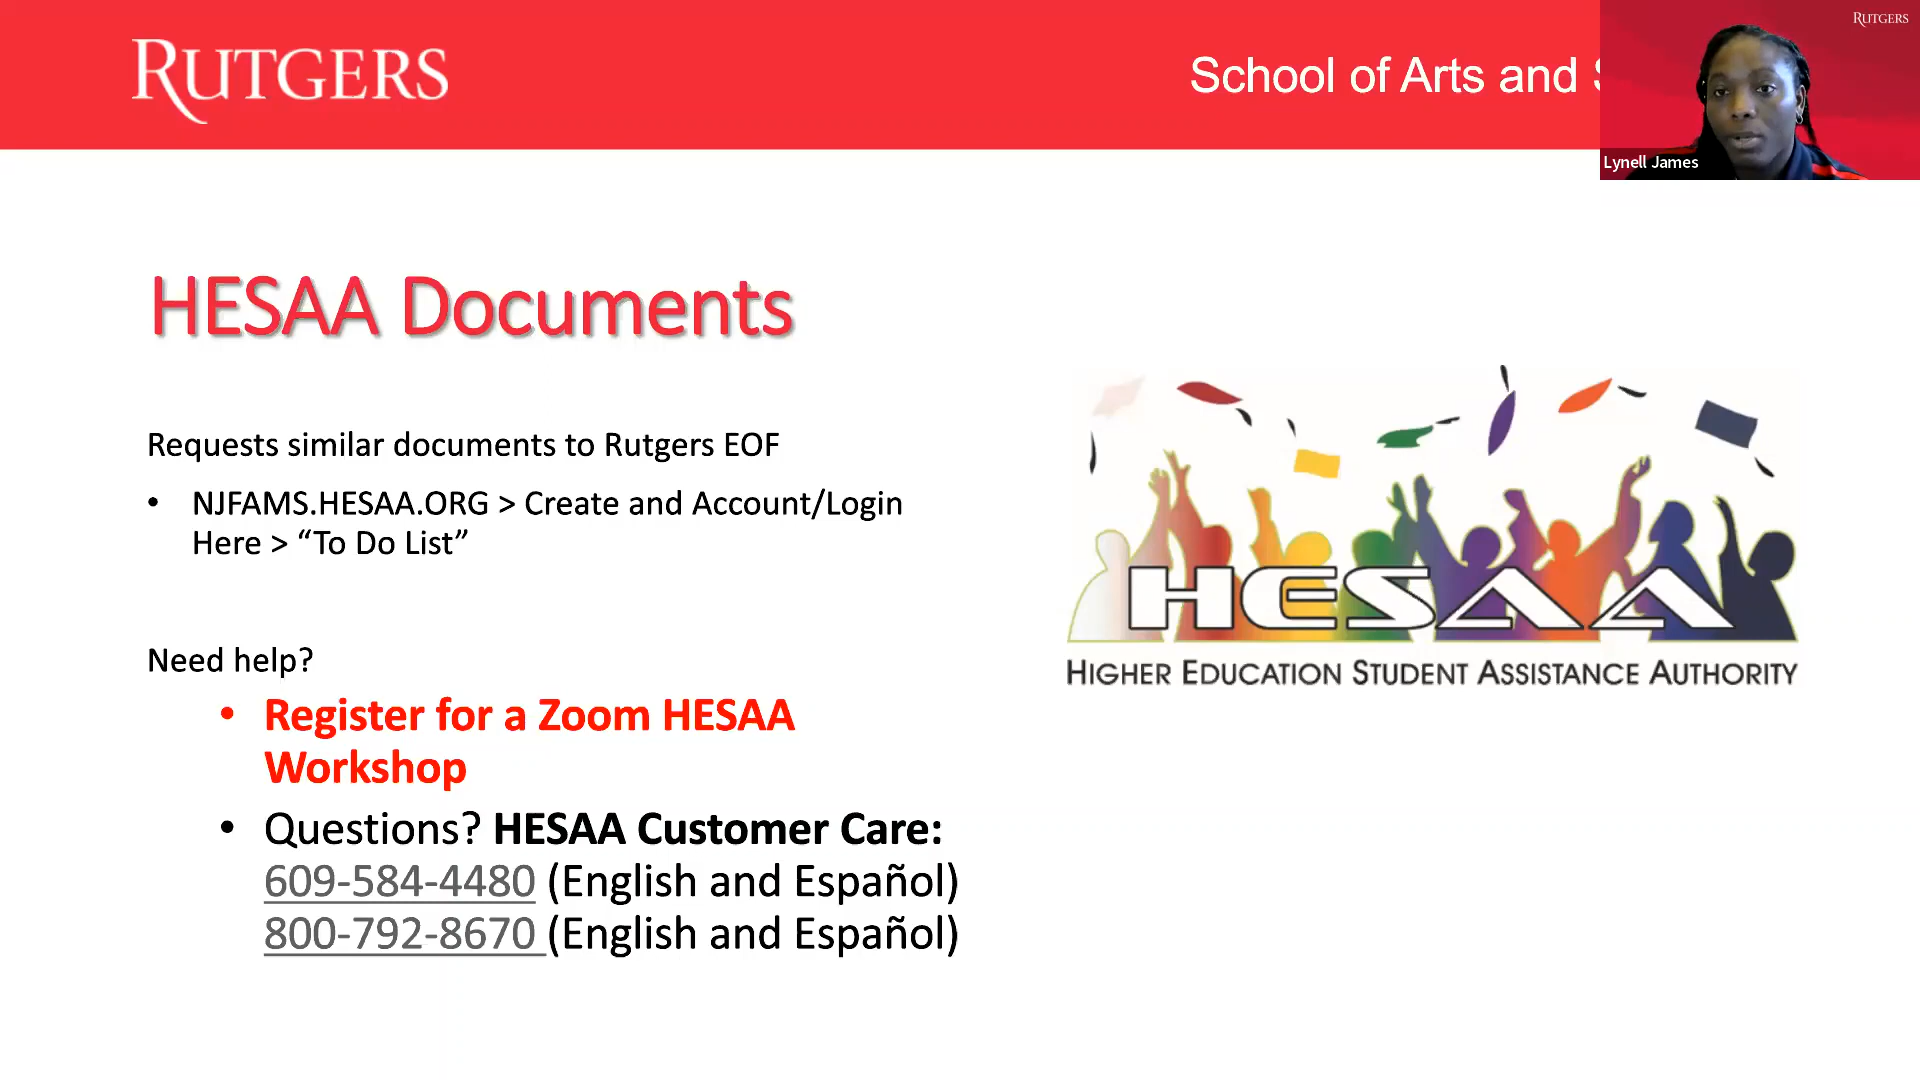 RUTGERS
School of Arts and
RUTGERS
Lynell James
HESAA Documents
Requests similar documents to Rutgers EOF
• NJFAMS.HESAA.ORG > Create and Account/Login
Here > “To Do List”
Need help?
• Register for a Zoom HESAA
Workshop
• Questions? HESAA Customer Care:
609-584-4480 (English and Español)
800-792-8670 (English and Español)
HESAA
HIGHER EDUCATION STUDENT ASSISTANCE AUTHORITY